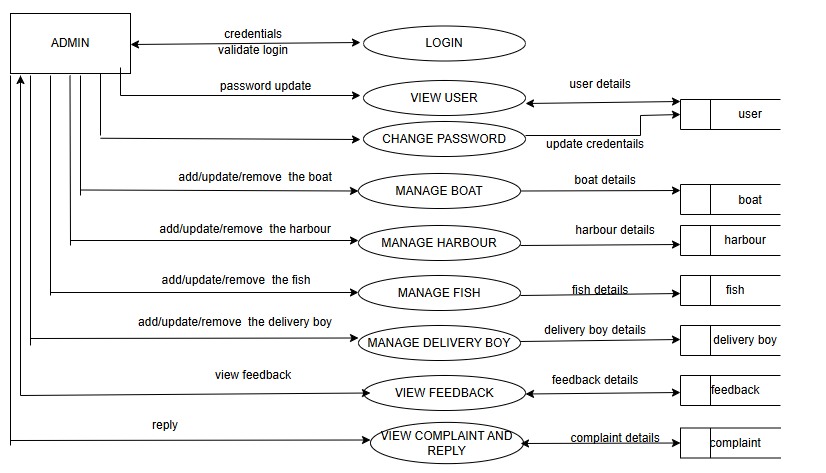 credentials
ADMIN
LOGIN
validate login
user details
password update
VIEW USER
user
CHANGE PASSWORD
update credentails
add/update/remove the boat
boat details
MANAGE BOAT
boat
add/update/remove the harbour
harbour details
MANAGE HARBOUR
harbour
add/update/remove the fish
fish details
MANAGE FISH
fish
add/update/remove the delivery boy
delivery boy details
MANAGE DELIVERY BOY
delivery boy
view feedback
feedback details
VIEW FEEDBACK
feedback
reply
VIEW COMPLAINT AND
REPLY
complaint details
complaint